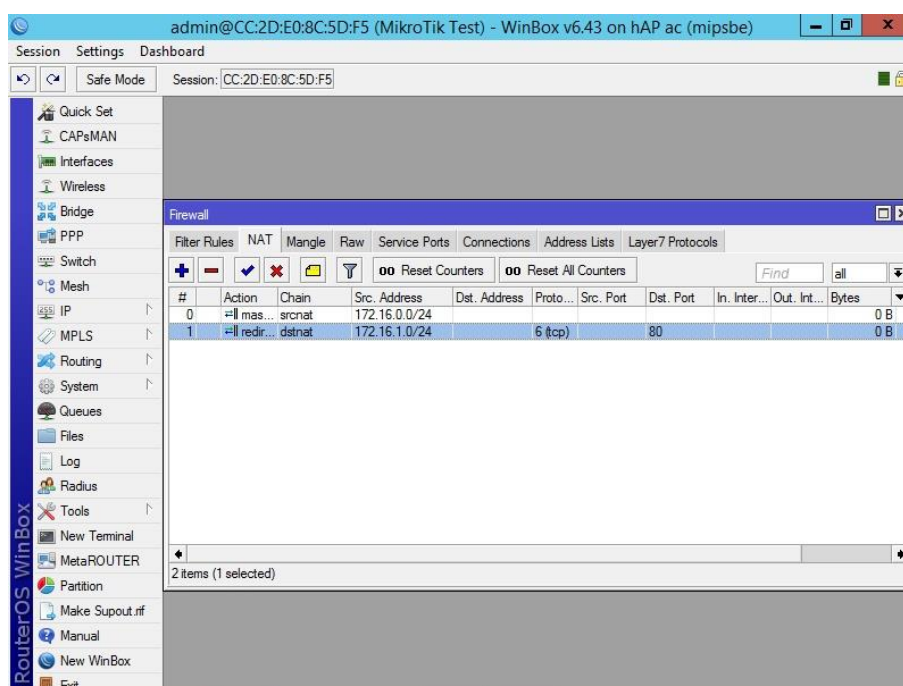 admin@CC:2D:E0:8C:5D:F5 (MikroTik Test) - WinBox v6.43 on hAP ac (mipsbe)
Session Settings Dashboard
Safe Mode Session: CC:2D:E0:8C:5D:F5
Quick Set
CAPsMAN
Interfaces
Wireless
Bridge
PPP
Switch
Mesh
IP
MPLS
Routing
System
Queues
Files
Log
Radius
Tools
New Terminal
MetaROUTER
Partition
Make Supout.rif
Manual
New WinBox
Exit
RouterOS WinBox
Firewall
Filter Rules NAT Mangle Raw Service Ports Connections Address Lists Layer7 Protocols
00 Reset Counters 00 Reset All Counters Find all
# Action Chain Src. Address Dst. Address Proto... Src. Port Dst. Port In. Inter... Out. Int... Bytes
0 mas... srcnat 172.16.0.0/24 0 B
1 redir... dstnat 172.16.1.0/24 6 (tcp) 80 0 B
2 items (1 selected)